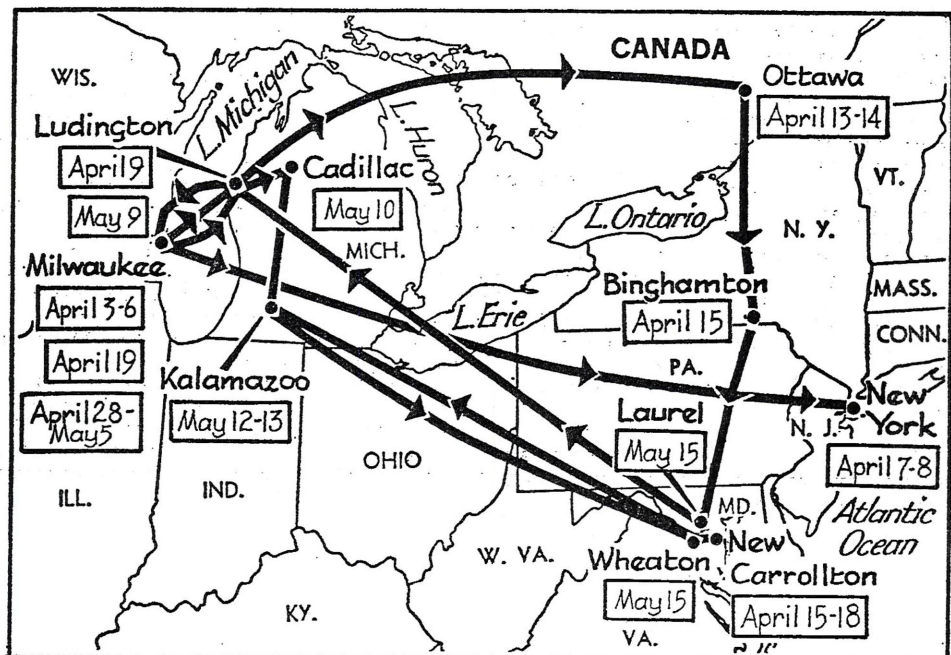 CANADA
WIS.
L. Michigan
L. Huron
Ottawa
April 13-14
Ludington
April 9
May 9
Cadillac
May 10
MICH.
VT.
L. Ontario
N. Y.
Milwaukee
April 3-6
April 19
April 28-
May 5
L. Erie
Binghamton
April 15
MASS.
CONN.
Kalamazoo
May 12-13
PA.
Laurel
May 15
N. J.
New
York
April 7-8
ILL.
IND.
OHIO
W. VA.
MD.
Atlantic
Ocean
Wheaton
May 15
New
Carrollton
April 15-18
KY.
VA.